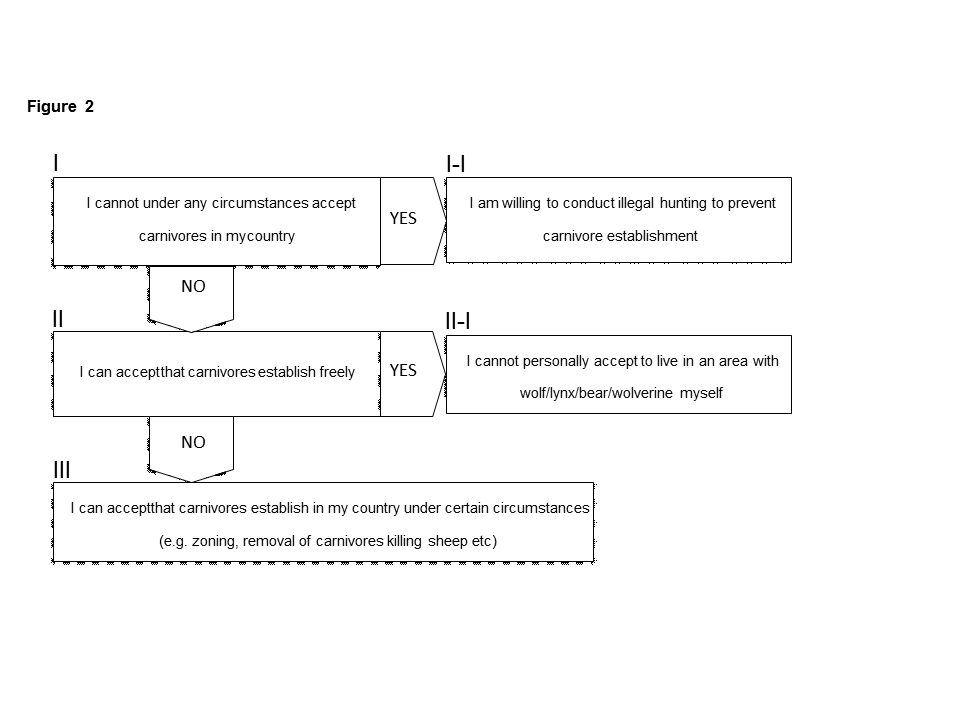 Figure 2
I
I-I
I cannot under any circumstances accept
carnivores in mycountry
YES
I am willing to conduct illegal hunting to prevent
carnivore establishment
NO
II
II-I
I can acceptthat carnivores establish freely
YES
I cannot personally accept to live in an area with
wolf/lynx/bear/wolverine myself
NO
III
I can acceptthat carnivores establish in my country under certain circumstances
(e.g. zoning, removal of carnivores killing sheep etc)